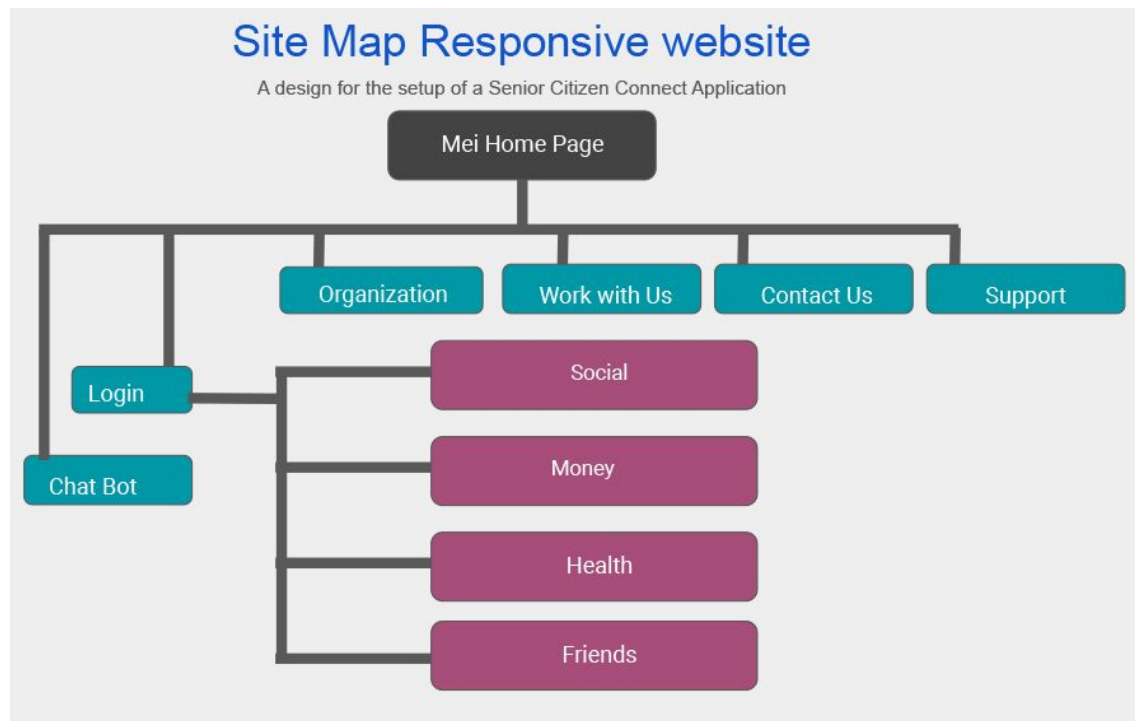 Site Map Responsive website
A design for the setup of a Senior Citizen Connect Application
Mei Home Page
Organization
Work with Us
Contact Us
Support
Login
Chat Bot
Social
Money
Health
Friends